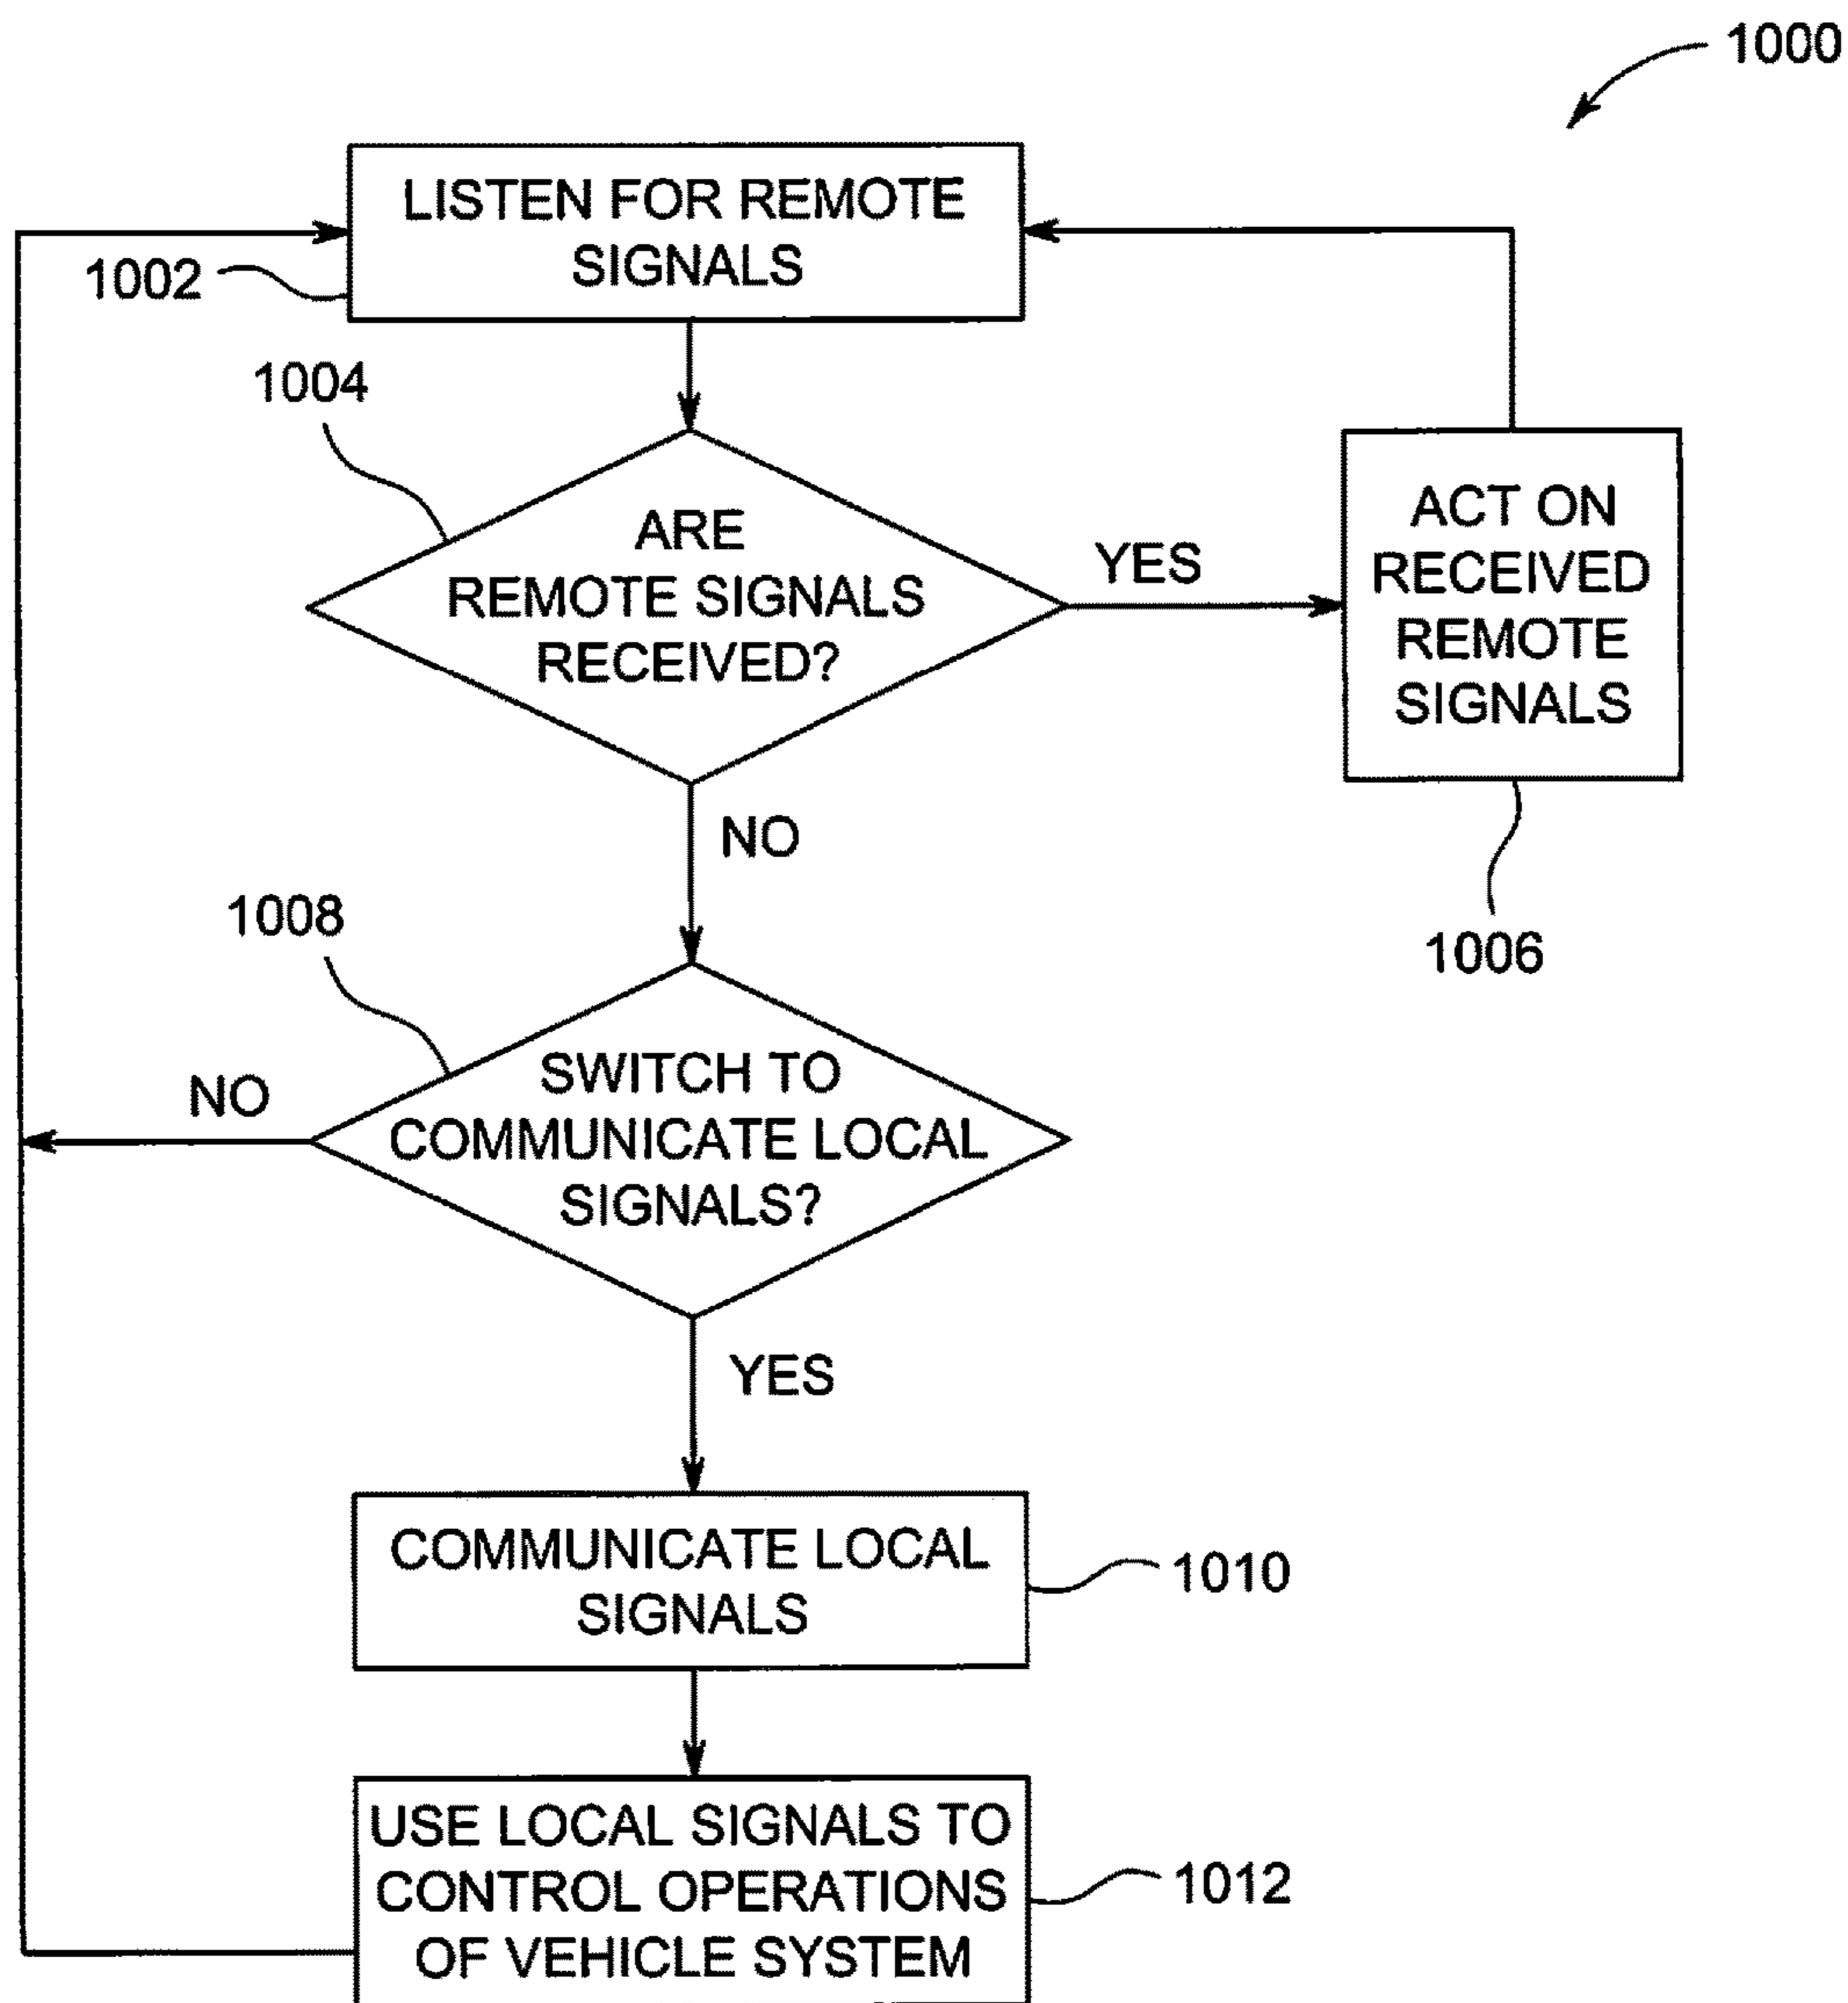 1000
LISTEN FOR REMOTE
SIGNALS
1002
1004
ARE
REMOTE SIGNALS
RECEIVED?
YES
ACT ON
RECEIVED
REMOTE
SIGNALS
1006
NO
1008
SWITCH TO
COMMUNICATE LOCAL
SIGNALS?
NO
YES
COMMUNICATE LOCAL
SIGNALS
1010
USE LOCAL SIGNALS TO
CONTROL OPERATIONS
OF VEHICLE SYSTEM
1012